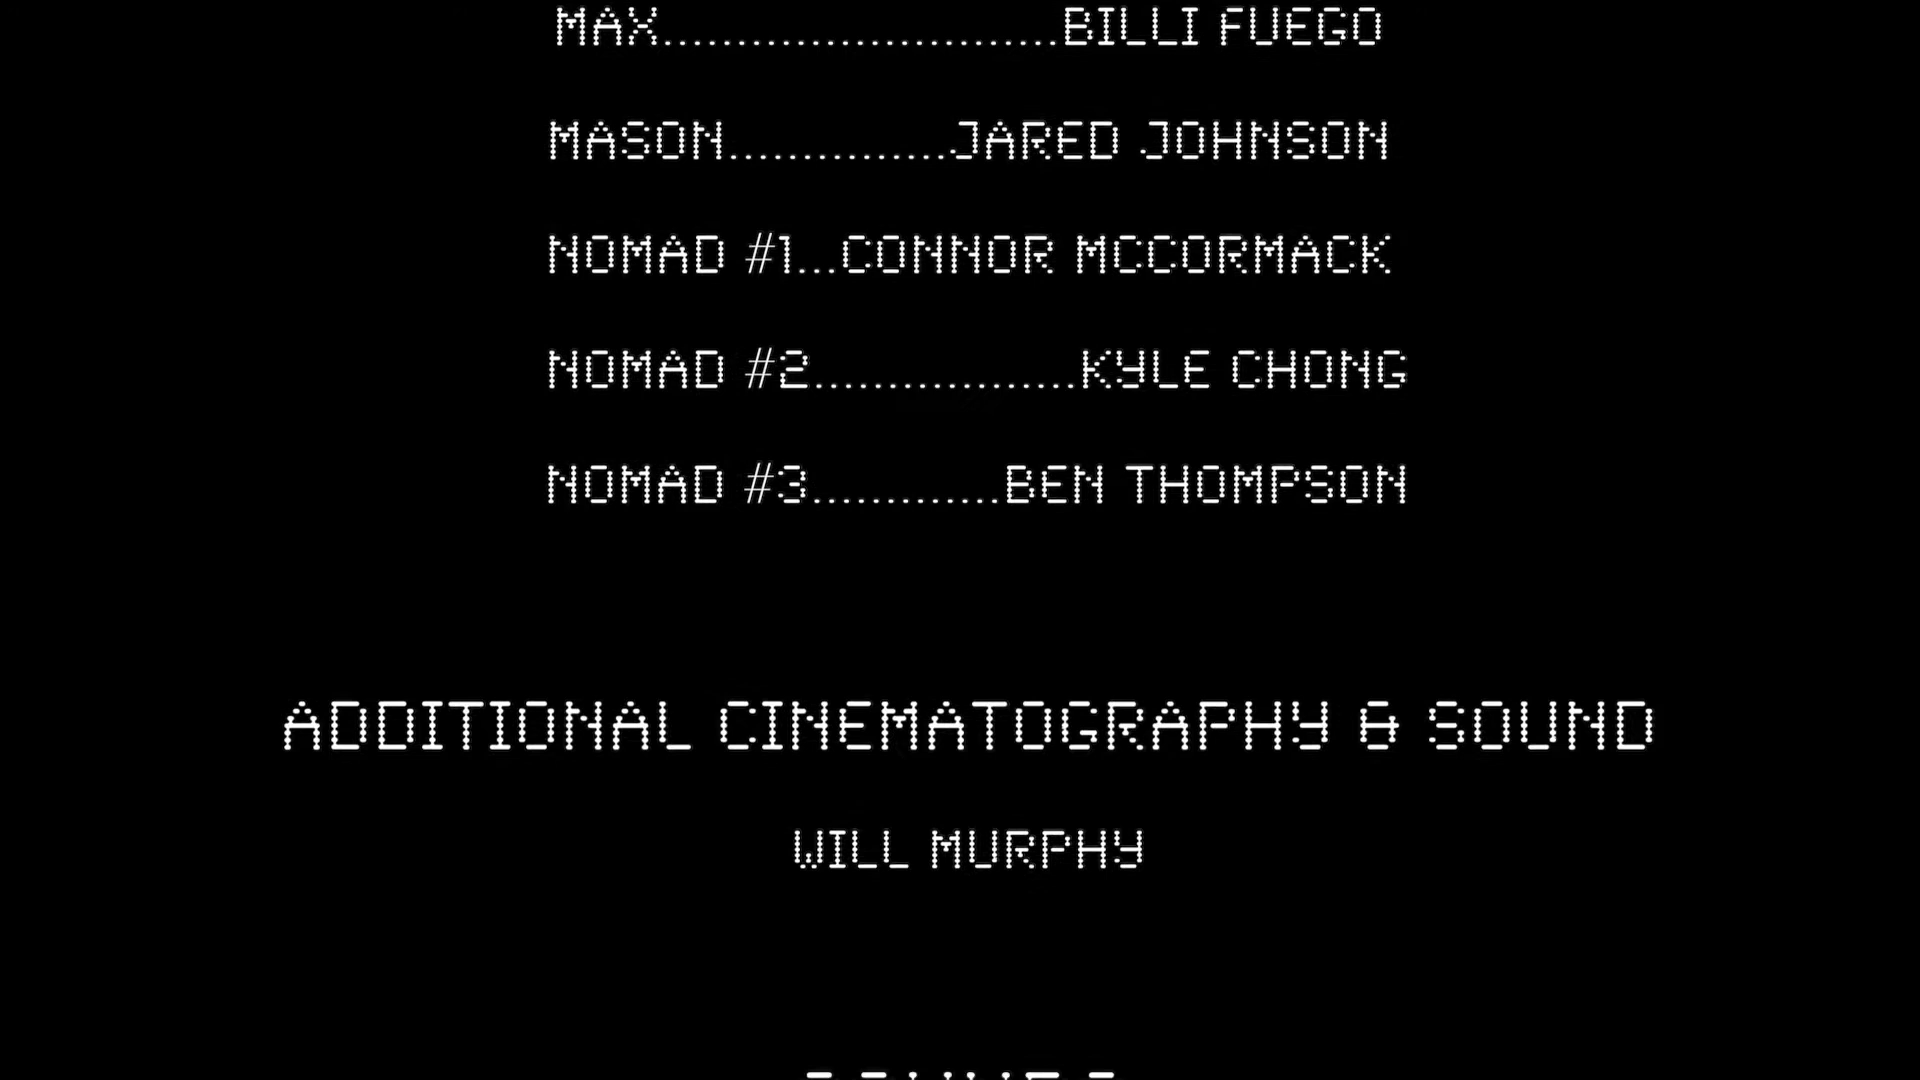 MAX...........................BILLI FUEGO
MASON...............JARED JOHNSON
NOMAD #1...CONNOR MCCORMACK
NOMAD #2..................KYLE CHONG
NOMAD #3.............BEN THOMPSON
ADDITIONAL CINEMATOGRAPHY & SOUND
WILL MURPHY